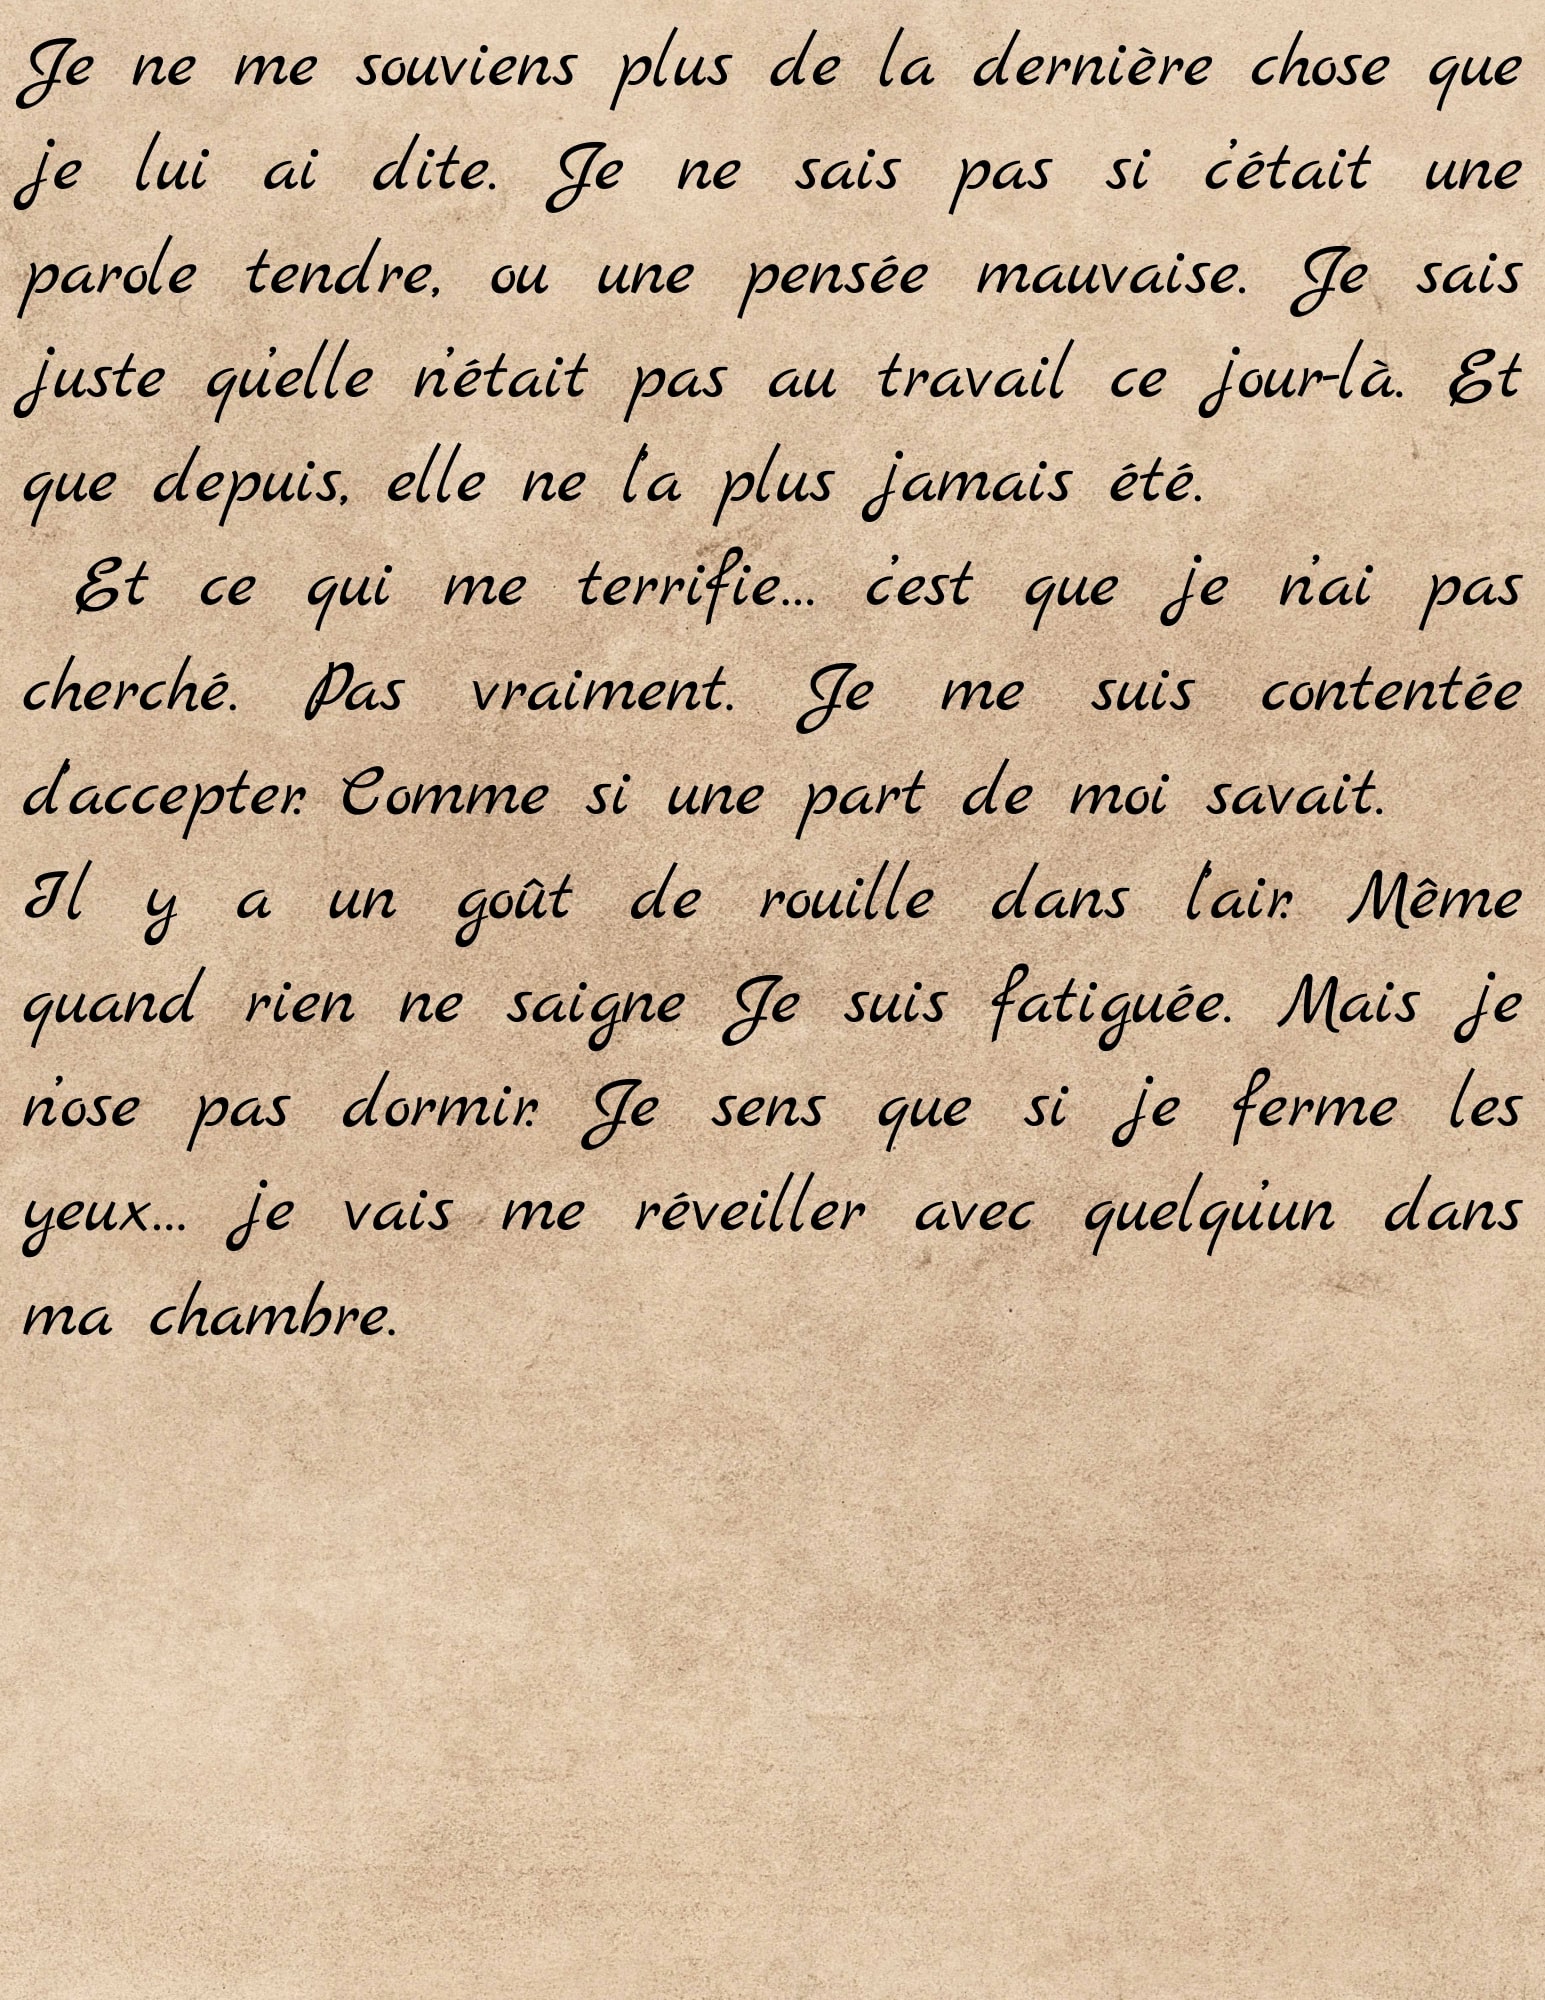 Je ne me souviens plus de la dernière chose que
je lui ai dite. Je ne sais pas si c'était une
parole tendre, ou une pensée mauvaise. Je sais
juste qu'elle n'était pas au travail ce jour-là. Et
que depuis, elle ne l'a plus jamais été.
Et ce qui me terrifie... c'est que je n'ai pas
cherché. Pas vraiment. Je me suis contentée
d'accepter. Comme si une part de moi savait.
Il y a un goût de rouille dans l'air. Même
quand rien ne saigne Je suis fatiguée. Mais je
n'ose pas dormir. Je sens que si je ferme les
yeux... je vais me réveiller avec quelqu'un dans
ma chambre.